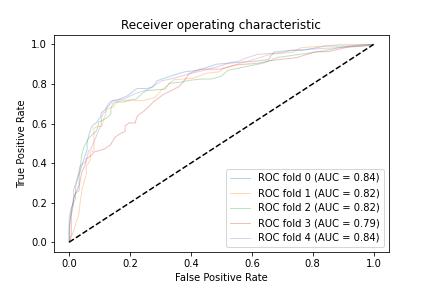 Receiver operating characteristic
True Positive Rate
1.0
0.8
0.6
0.4
0.2
0.0
ROC fold 0 (AUC = 0.84)
ROC fold 1 (AUC = 0.82)
ROC fold 2 (AUC = 0.82)
ROC fold 3 (AUC = 0.79)
ROC fold 4 (AUC = 0.84)
0.0 0.2 0.4 0.6 0.8 1.0
False Positive Rate